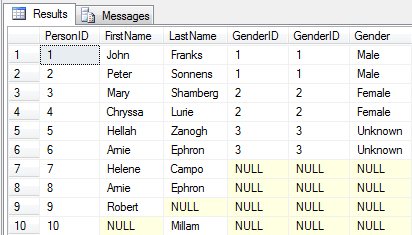 Results Messages
PersonID FirstName LastName GenderID GenderID Gender
1 1 John Franks 1 1 Male
2 2 Peter Sonnens 1 1 Male
3 3 Mary Shamberg 2 2 Female
4 4 Chryssa Lurie 2 2 Female
5 5 Hellah Zanogh 3 3 Unknown
6 6 Arnie Ephron 3 3 Unknown
7 7 Helene Campo NULL NULL NULL
8 8 Arnie Ephron NULL NULL NULL
9 9 Robert NULL NULL NULL NULL
10 10 NULL Millam NULL NULL NULL